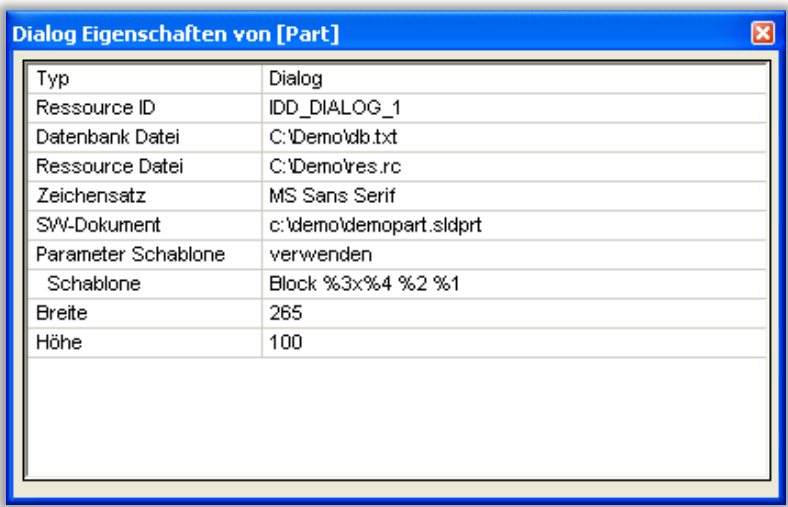 Dialog Eigenschaften von [Part]
Typ Dialog
Ressource ID IDD_DIALOG_1
Datenbank Datei C:\Demo\db.txt
Ressource Datei C:\Demo\res.rc
Zeichensatz MS Sans Serif
SW-Dokument c:\demo\demopart.sldprt
Parameter Schablone verwenden
Schablone Block %3x%4 %2 %1
Breite 265
Höhe 100